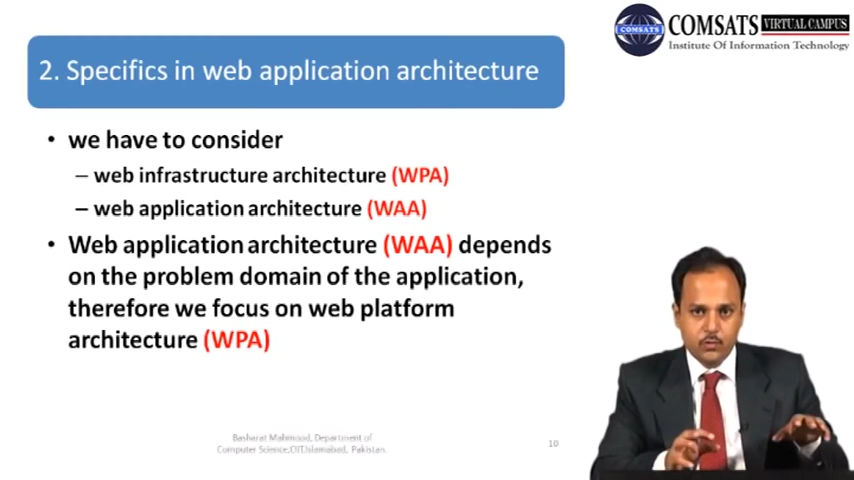 COMSATS VIRTUAL CAMPUS
COMSATS
Institute Of Information Technology
2. Specifics in web application architecture
• we have to consider
– web infrastructure architecture (WPA)
– web application architecture (WAA)
• Web application architecture (WAA) depends
on the problem domain of the application,
therefore we focus on web platform
architecture (WPA)
Basharat Mahmood, Department of
Computer Science,CIIT,Islamabad, Pakistan.
10